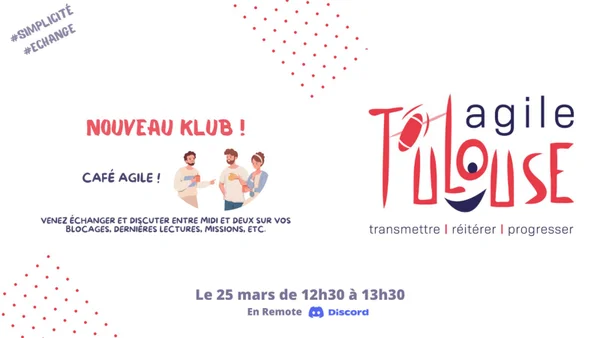 #SIMPLICITÉ
#ECHANGE
NOUVEAU KLUB !
CAFÉ AGILE !
VENEZ ÉCHANGER ET DISCUTER ENTRE MIDI ET DEUX SUR VOS
BLOCAGES, DERNIÈRES LECTURES, MISSIONS, ETC.
agile
TOULOUSE
transmettre | réitérer | progresser
Le 25 mars de 12h30 à 13h30
En Remote Discord